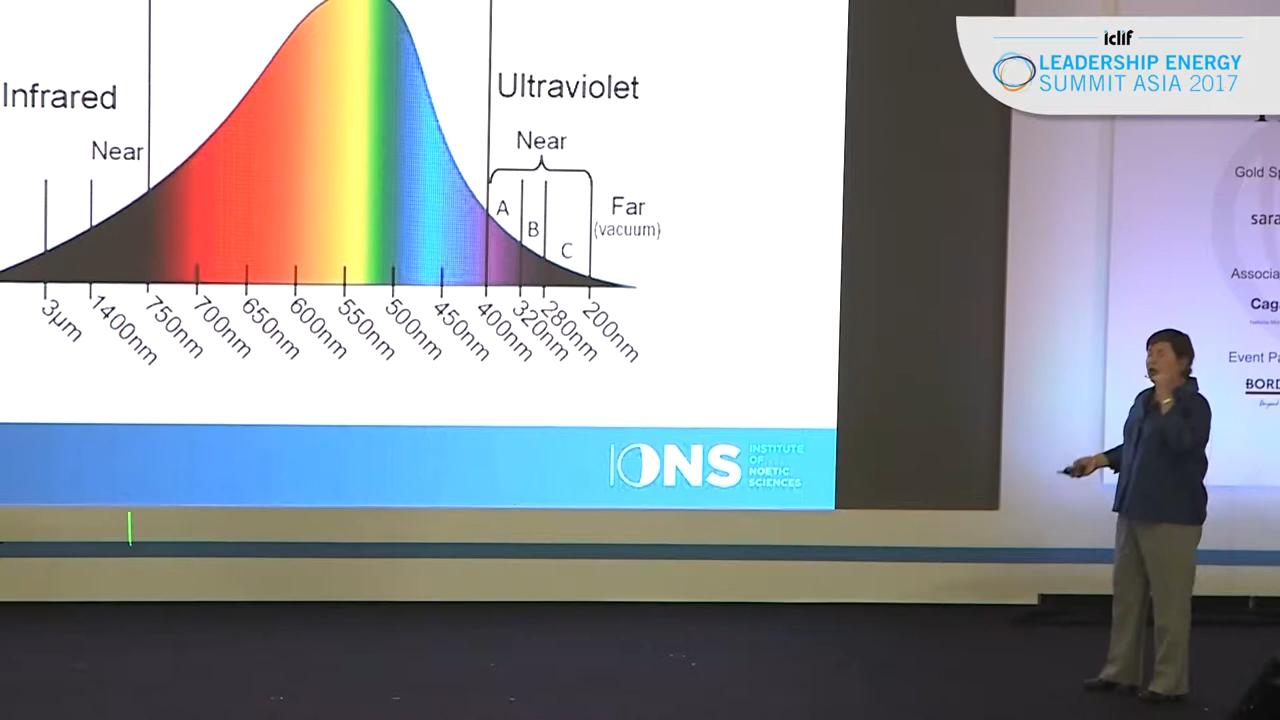 iclif
LEADERSHIP ENERGY
SUMMIT ASIA 2017
Infrared
Near
Ultraviolet
Near
A
B
C
Far
(vacuum)
3µm
1400nm
750nm
700nm
650nm
600nm
550nm
500nm
450nm
400nm
320nm
280nm
200nm
IONS
INSTITUTE
OF
NOETIC
SCIENCES
Gold Sp
sara
Associa
Cag
Event Pa
BORD